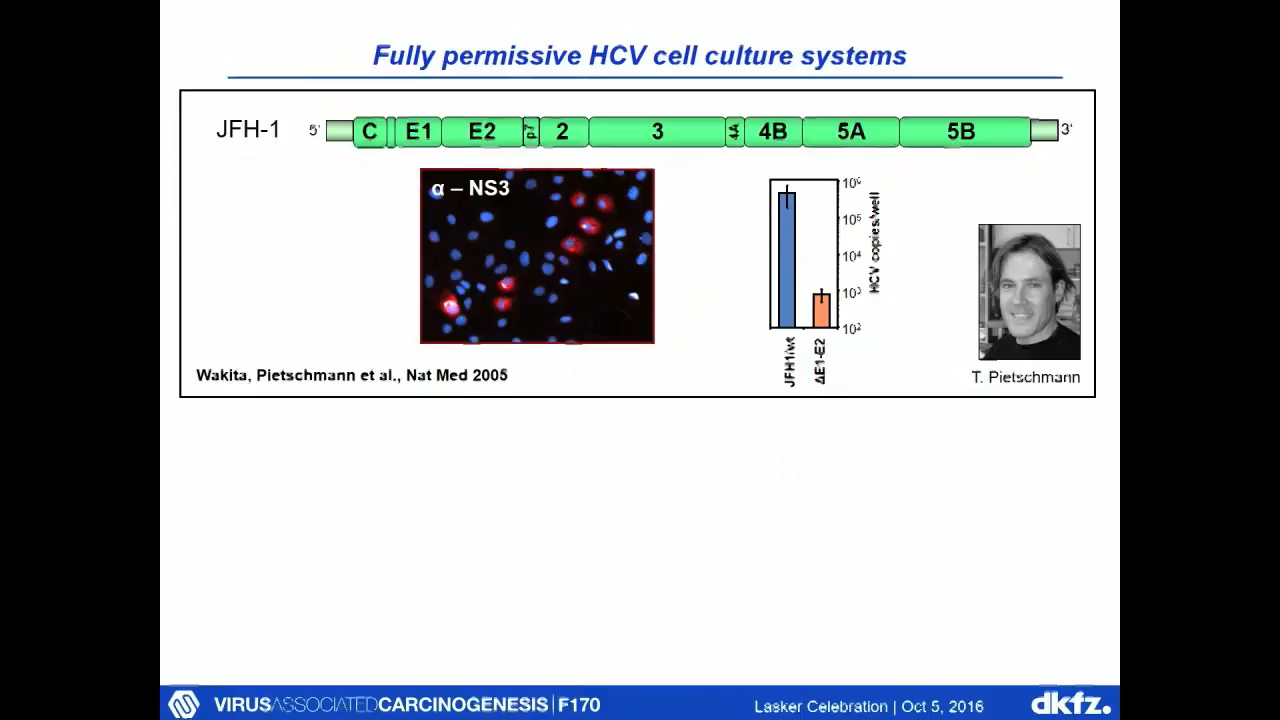 Fully permissive HCV cell culture systems
JFH-1
5' C E1 E2 p7 2 3 4A 4B 5A 5B 3'
α – NS3
10⁶
10⁵
10⁴
10³
10²
HCV copies/well
JFH1/wt
ΔE1-E2
Wakita, Pietschmann et al., Nat Med 2005
T. Pietschmann
VIRUSASSOCIATEDCARCINOGENESIS | F170
Lasker Celebration | Oct 5, 2016
dkfz.